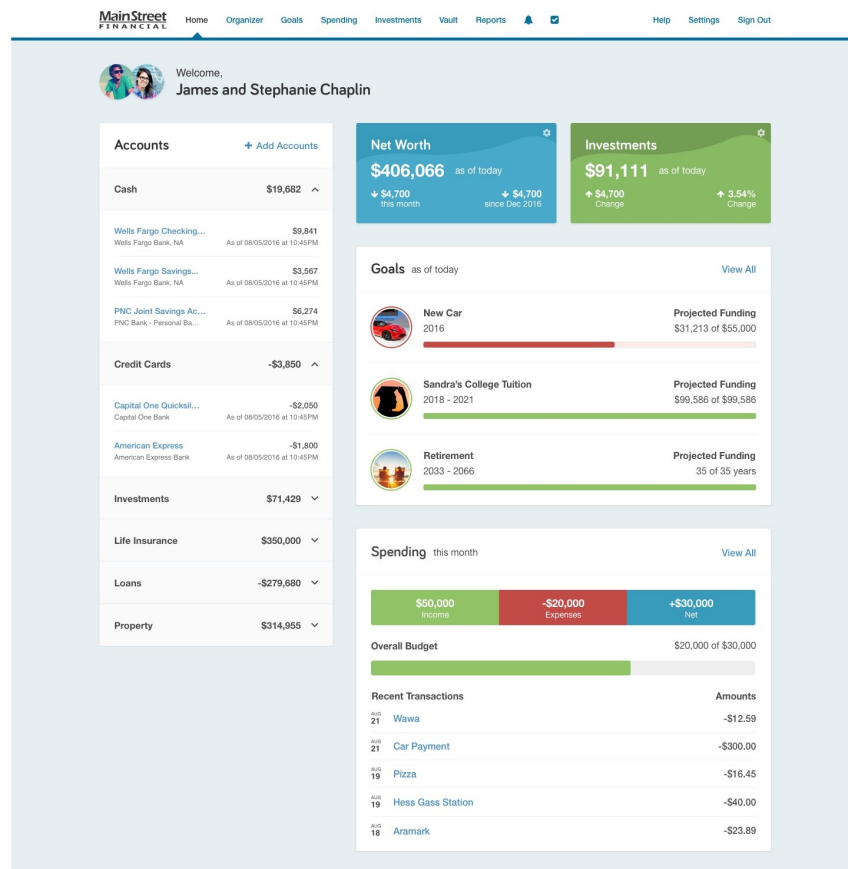 MainStreet
FINANCIAL
Home Organizer Goals Spending Investments Vault Reports Help Settings Sign Out
Welcome,
James and Stephanie Chaplin
Accounts + Add Accounts
Cash $19,682
Wells Fargo Checking... $9,841
Wells Fargo Bank, NA As of 08/05/2016 at 10:45PM
Wells Fargo Savings... $3,567
Wells Fargo Bank, NA As of 08/05/2016 at 10:45PM
PNC Joint Savings Ac... $6,274
PNC Bank - Personal Ba... As of 08/05/2016 at 10:45PM
Credit Cards -$3,850
Capital One Quicksil... -$2,050
Capital One Bank As of 08/05/2016 at 10:45PM
American Express -$1,800
American Express Bank As of 08/05/2016 at 10:45PM
Investments $71,429
Life Insurance $350,000
Loans -$279,680
Property $314,955
Net Worth
$406,066 as of today
$4,700 $4,700
this month since Dec 2016
Investments
$91,111 as of today
$4,700 3.54%
Change Change
Goals as of today View All
New Car Projected Funding
2016 $31,213 of $55,000
Sandra's College Tuition Projected Funding
2018 - 2021 $99,586 of $99,586
Retirement Projected Funding
2033 - 2066 35 of 35 years
Spending this month View All
$50,000 -$20,000 +$30,000
Income Expenses Net
Overall Budget $20,000 of $30,000
Recent Transactions Amounts
AUG
21 Wawa -$12.59
AUG
21 Car Payment -$300.00
AUG
19 Pizza -$16.45
AUG
19 Hess Gass Station -$40.00
AUG
18 Aramark -$23.89